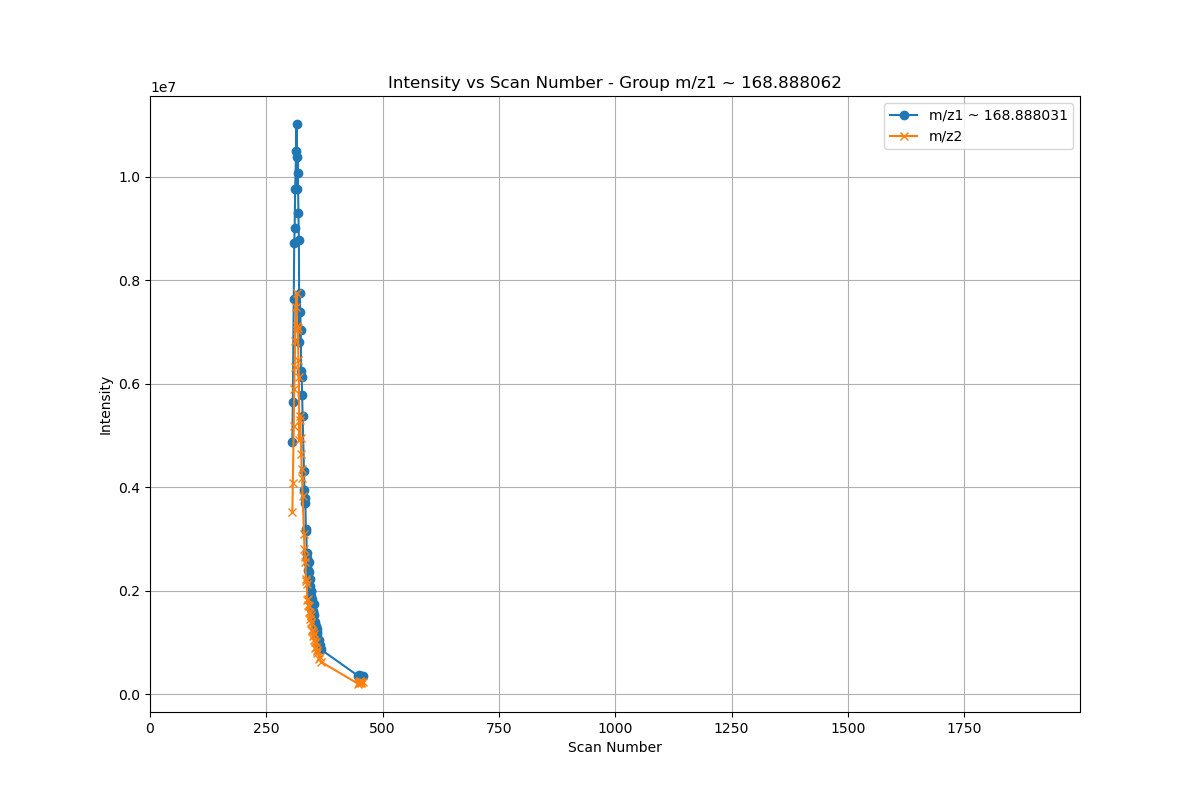 Intensity vs Scan Number - Group m/z1 ~ 168.888062
1e7
m/z1 ~ 168.888031
m/z2
1.0
0.8
0.6
0.4
0.2
0.0
Intensity
0 250 500 750 1000 1250 1500 1750
Scan Number